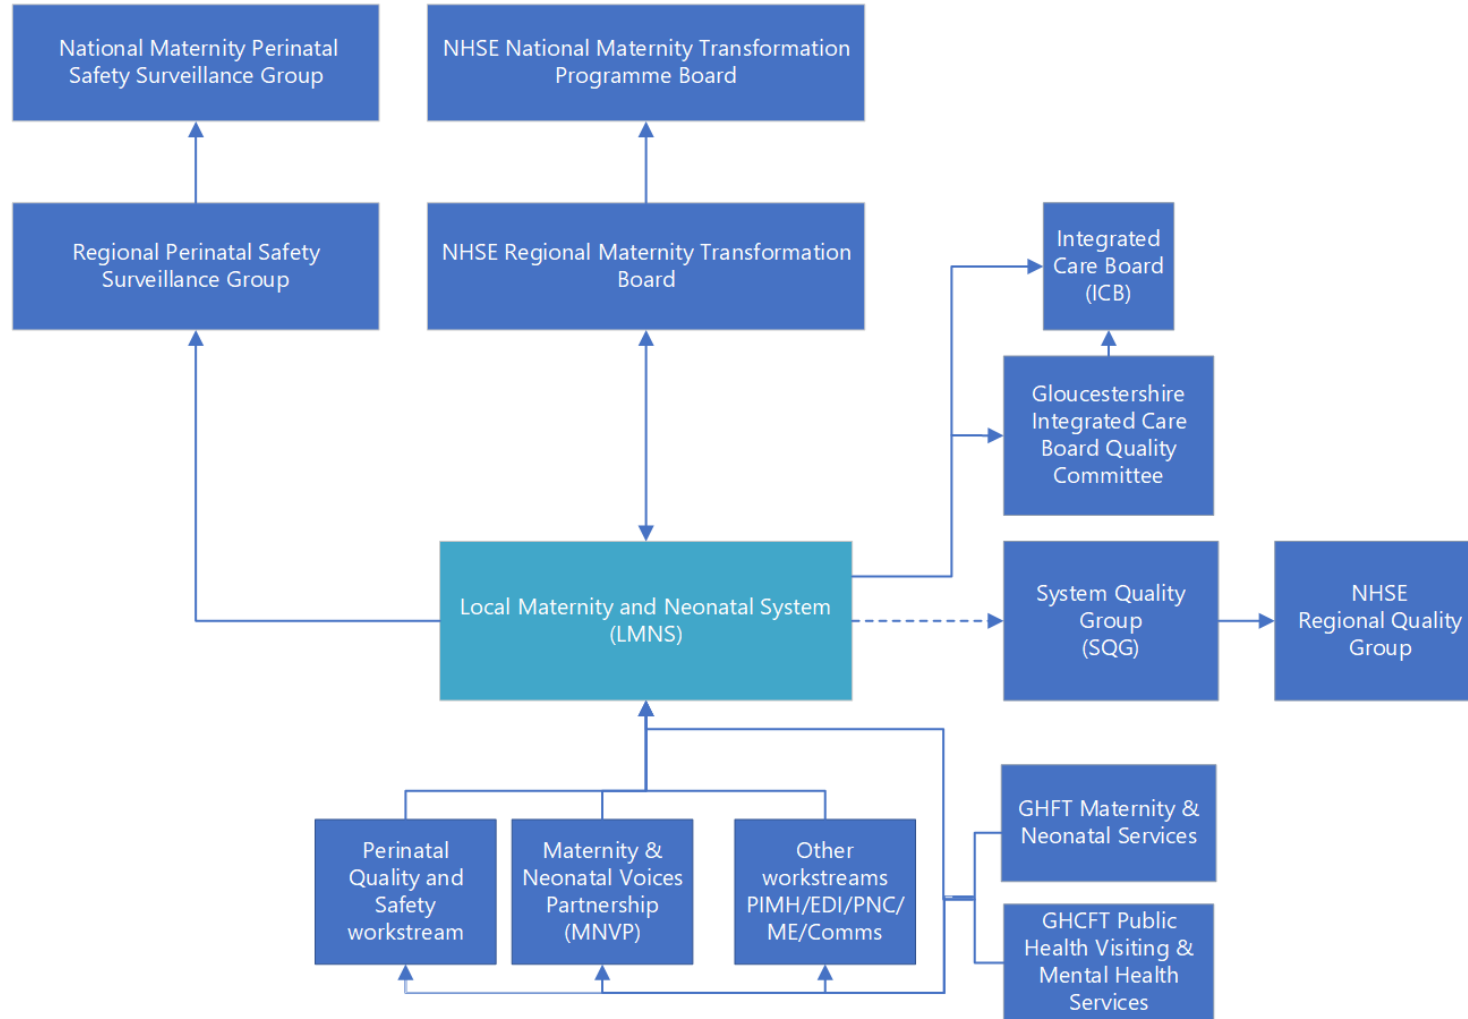 National Maternity Perinatal
Safety Surveillance Group
NHSE National Maternity Transformation
Programme Board
Regional Perinatal Safety
Surveillance Group
NHSE Regional Maternity Transformation
Board
Integrated
Care Board
(ICB)
Gloucestershire
Integrated Care
Board Quality
Committee
Local Maternity and Neonatal System
(LMNS)
System Quality
Group
(SQG)
NHSE
Regional Quality
Group
Perinatal
Quality and
Safety
workstream
Maternity &
Neonatal Voices
Partnership
(MNVP)
Other
workstreams
PIMH/EDI/PNC/
ME/Comms
GHFT Maternity &
Neonatal Services
GHCFT Public
Health Visiting &
Mental Health
Services